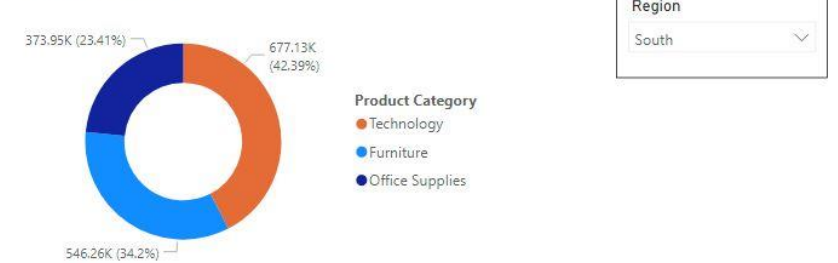 Region
South
373.95K (23.41%)
677.13K
(42.39%)
Product Category
Technology
Furniture
Office Supplies
546.26K (34.2%)